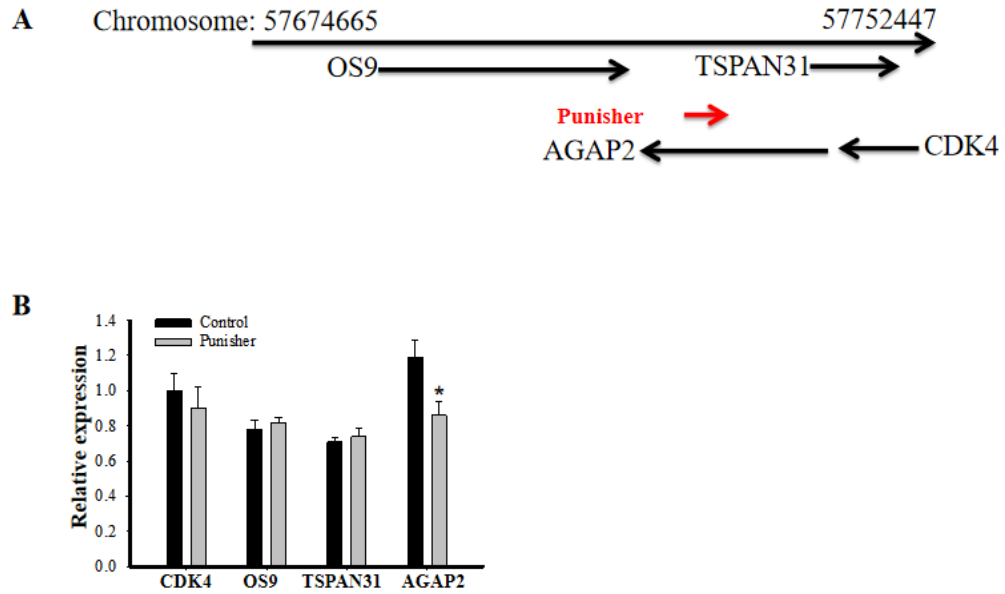 A
Chromosome: 57674665
57752447
OS9
TSPAN31
Punisher
AGAP2
CDK4
B
Relative expression
1.4
1.2
1.0
0.8
0.6
0.4
0.2
0.0
Control
Punisher
*
CDK4
OS9
TSPAN31
AGAP2